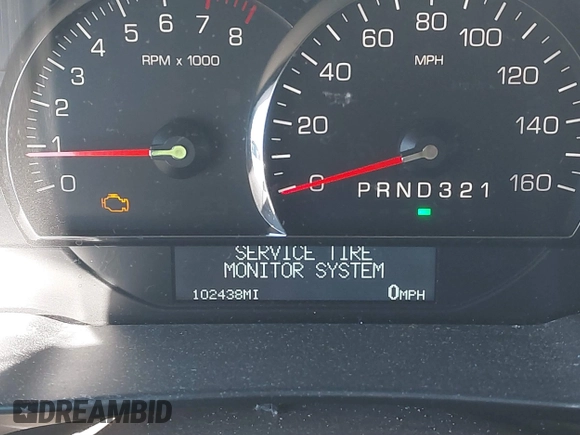 0 1 2 3 4 5 6 7 8
RPM x 1000
0 20 40 60 80 100 120 140 160
MPH
PRND321
SERVICE TIRE
MONITOR SYSTEM
102438MI 0MPH
DREAMBID